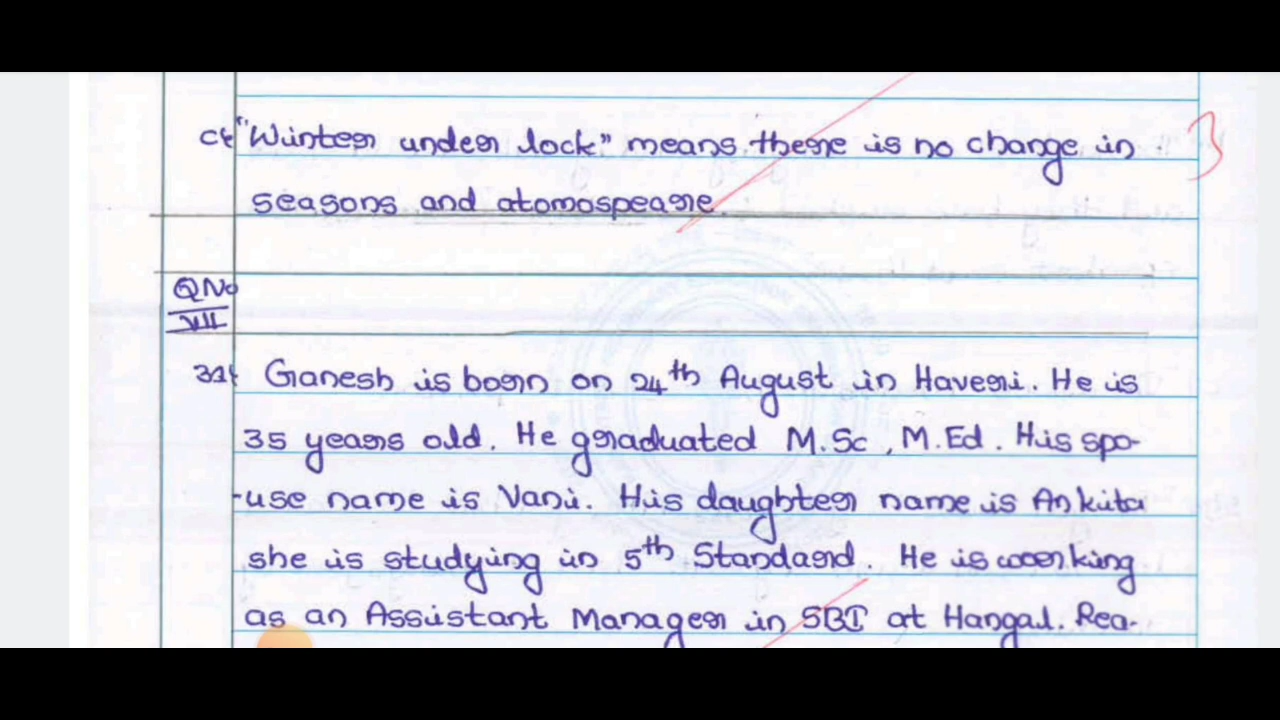 c) "Winter under lock" means there is no change in
3
seasons and atomospeare
QNo
VII
31) Ganesh is born on 24th August in Haveri. He is
35 years old. He graduated M.Sc, M.Ed. His spo-
-use name is Vani. His daughter name is Ankita
she is studying in 5th Standard. He is working
as an Assistant Manager in SBI at Hangal. Rea-